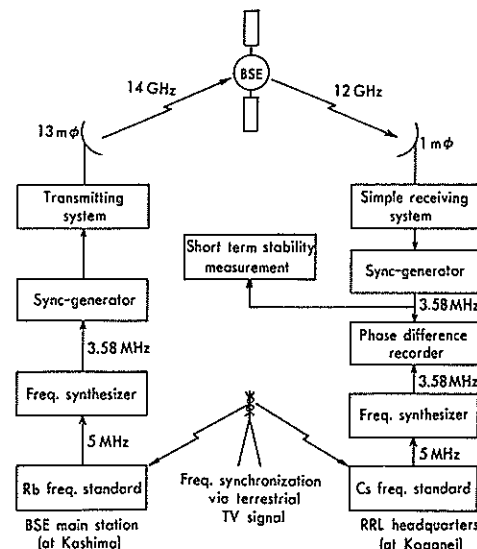 BSE
14 GHz
12 GHz
13 mφ
1 mφ
Transmitting
system
Simple receiving
system
Short term stability
measurement
Sync-generator
Sync-generator
3.58 MHz
3.58 MHz
Phase difference
recorder
3.58 MHz
Freq. synthesizer
Freq. synthesizer
5 MHz
5 MHz
Rb freq. standard
Freq. synchronization
via terrestrial
TV signal
Cs freq. standard
BSE main station
(at Kashima)
RRL headquarters
(at Koganei)